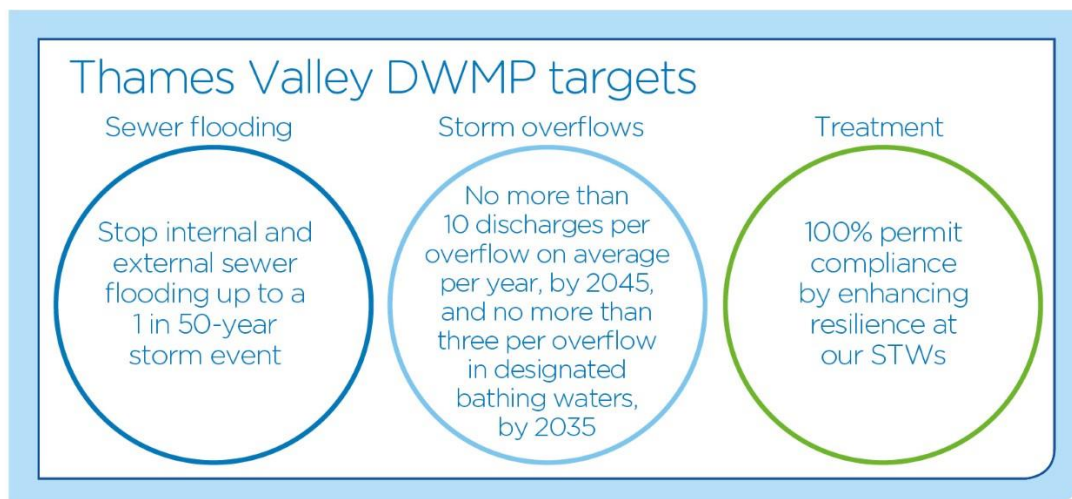 Thames Valley DWMP targets
Sewer flooding
Stop internal and
external sewer
flooding up to a
1 in 50-year
storm event
Storm overflows
No more than
10 discharges per
overflow on average
per year, by 2045,
and no more than
three per overflow
in designated
bathing waters,
by 2035
Treatment
100% permit
compliance
by enhancing
resilience at
our STWs